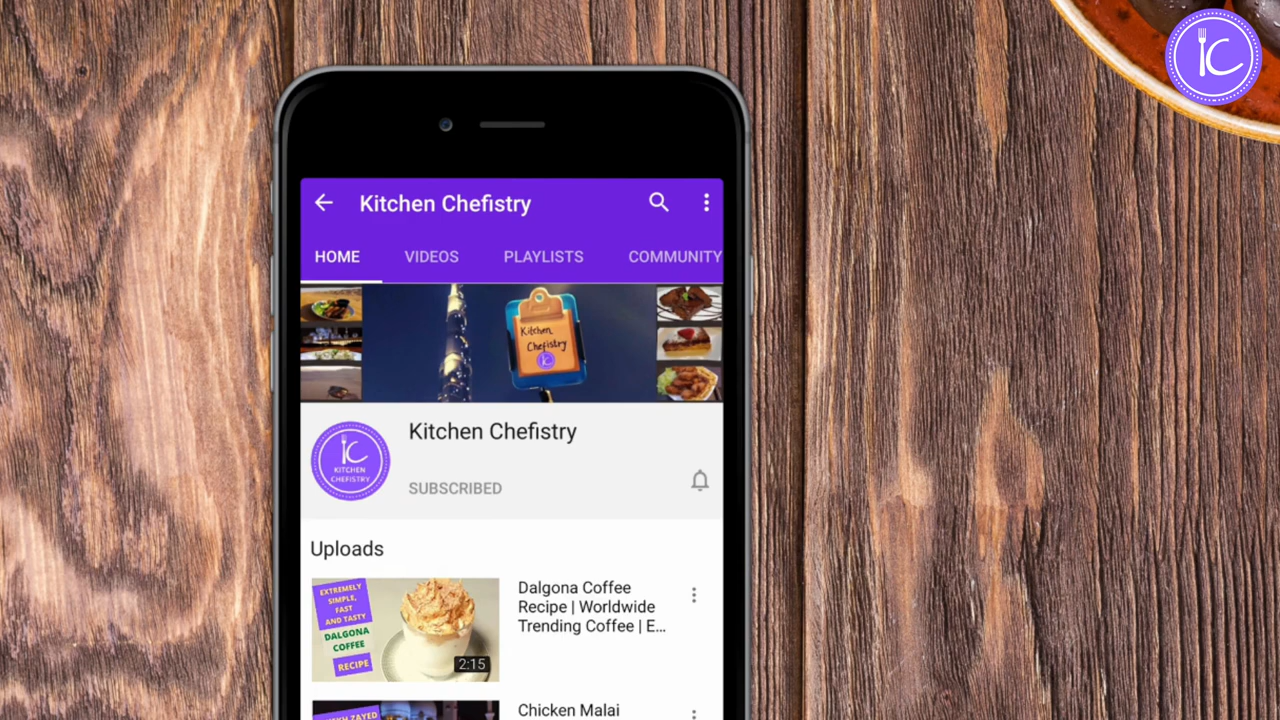 IC
Kitchen Chefistry
HOME VIDEOS PLAYLISTS COMMUNITY
Kitchen
Chefistry
Kitchen Chefistry
IC
KITCHEN
CHEFISTRY
SUBSCRIBED
Uploads
EXTREMELY
SIMPLE,
FAST
AND TASTY
DALGONA
COFFEE
RECIPE
2:15
Dalgona Coffee
Recipe | Worldwide
Trending Coffee | E...
ZAYED
Chicken Malai